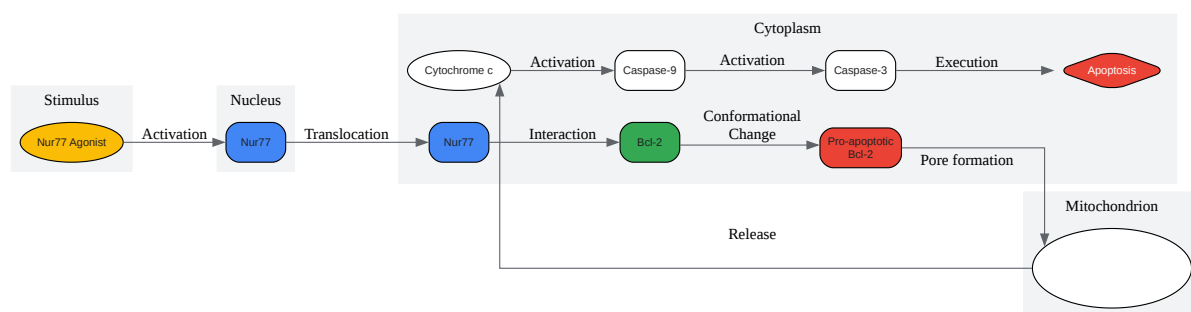 Cytoplasm
Cytochrome c
Activation
Caspase-9
Activation
Caspase-3
Execution
Apoptosis
Stimulus
Nur77 Agonist
Activation
Nucleus
Nur77
Translocation
Nur77
Interaction
Bcl-2
Conformational
Change
Pro-apoptotic
Bcl-2
Pore formation
Mitochondrion
Release